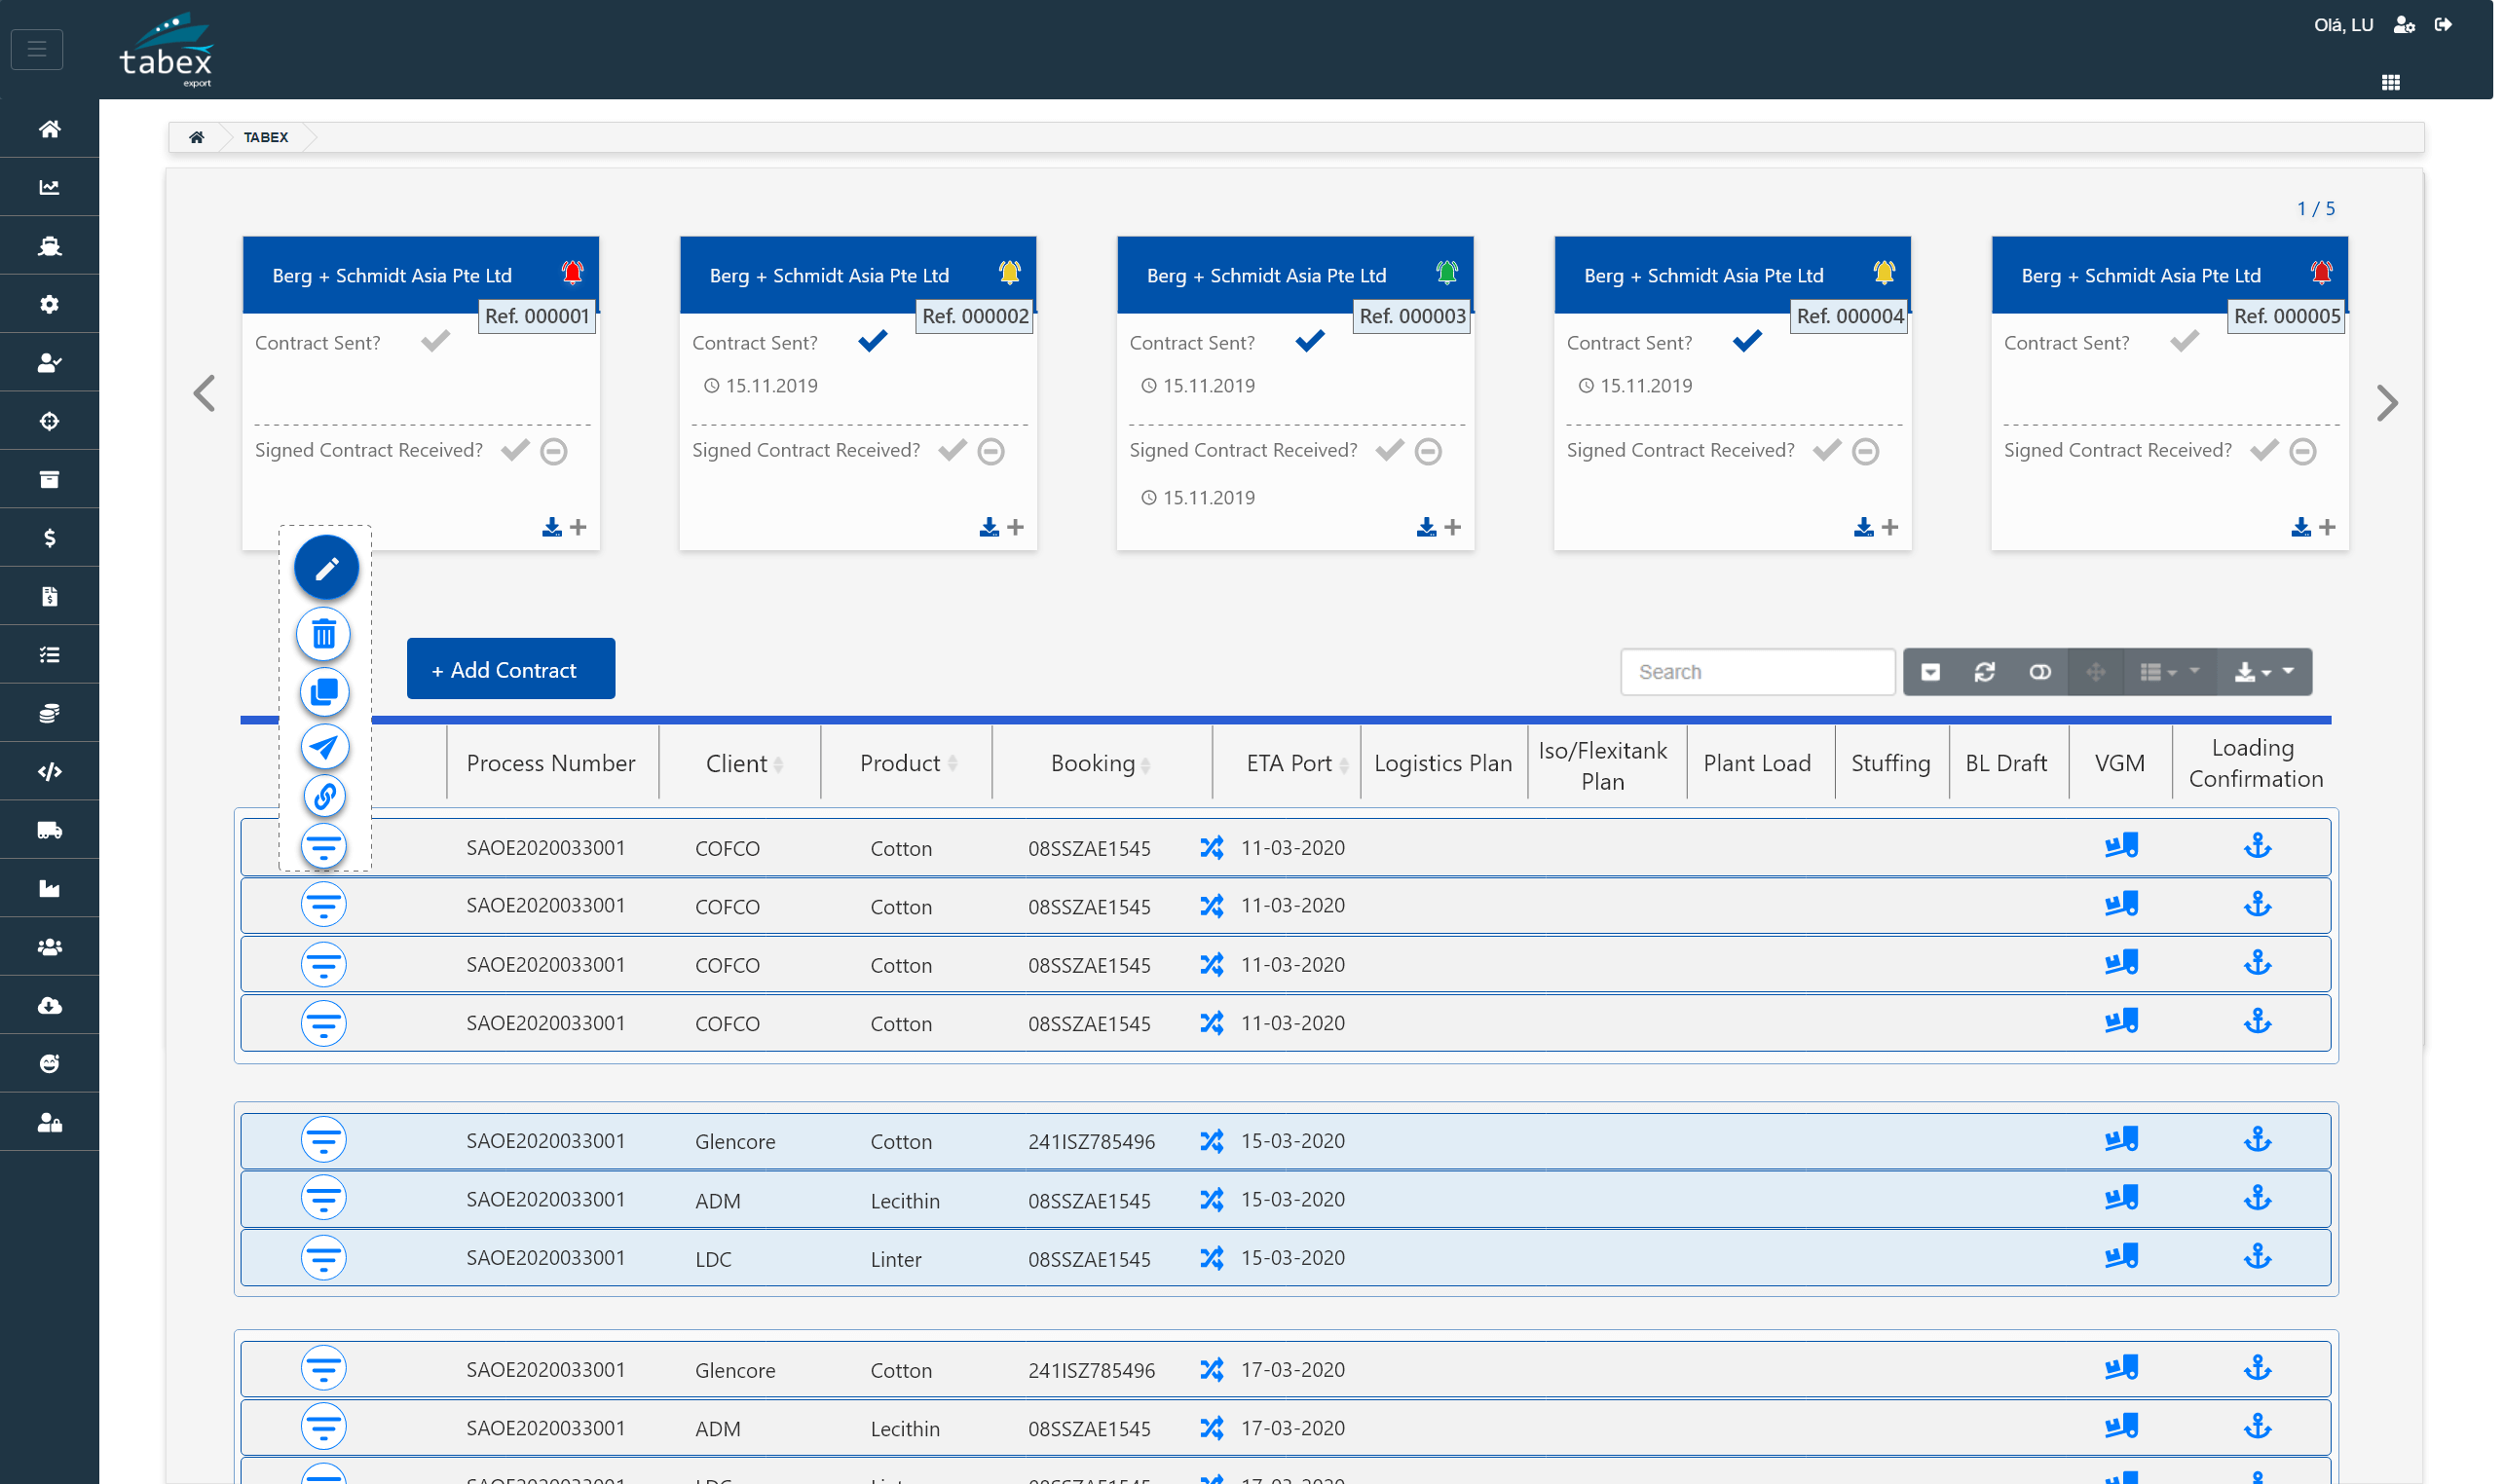 tabex
export
Olá, LU
TABEX
1 / 5
Berg + Schmidt Asia Pte Ltd
Ref. 000001
Contract Sent?
Signed Contract Received?
Berg + Schmidt Asia Pte Ltd
Ref. 000002
Contract Sent?
15.11.2019
Signed Contract Received?
Berg + Schmidt Asia Pte Ltd
Ref. 000003
Contract Sent?
15.11.2019
Signed Contract Received?
15.11.2019
Berg + Schmidt Asia Pte Ltd
Ref. 000004
Contract Sent?
15.11.2019
Signed Contract Received?
Berg + Schmidt Asia Pte Ltd
Ref. 000005
Contract Sent?
Signed Contract Received?
+ Add Contract
Search
Process Number Client Product Booking ETA Port Logistics Plan Iso/Flexitank Plan Plant Load Stuffing BL Draft VGM Loading Confirmation
SAOE2020033001 COFCO Cotton 08SSZAE1545 11-03-2020
SAOE2020033001 COFCO Cotton 08SSZAE1545 11-03-2020
SAOE2020033001 COFCO Cotton 08SSZAE1545 11-03-2020
SAOE2020033001 COFCO Cotton 08SSZAE1545 11-03-2020
SAOE2020033001 Glencore Cotton 241ISZ785496 15-03-2020
SAOE2020033001 ADM Lecithin 08SSZAE1545 15-03-2020
SAOE2020033001 LDC Linter 08SSZAE1545 15-03-2020
SAOE2020033001 Glencore Cotton 241ISZ785496 17-03-2020
SAOE2020033001 ADM Lecithin 08SSZAE1545 17-03-2020